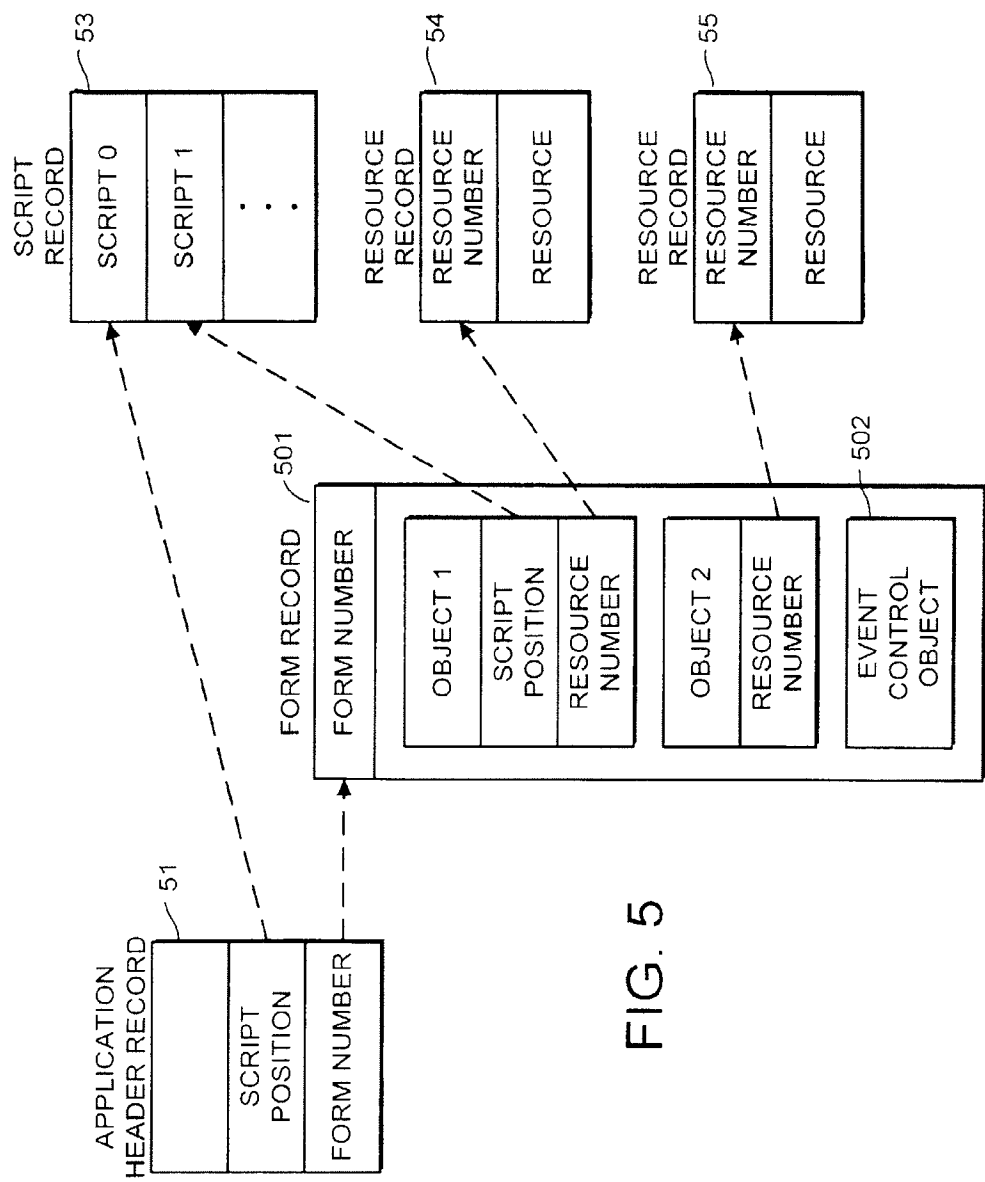 APPLICATION
HEADER RECORD
51
SCRIPT
POSITION
FORM NUMBER
FORM RECORD
501
FORM NUMBER
OBJECT 1
SCRIPT
POSITION
RESOURCE
NUMBER
OBJECT 2
RESOURCE
NUMBER
EVENT
CONTROL
OBJECT
502
SCRIPT
RECORD
53
SCRIPT 0
SCRIPT 1
. . .
RESOURCE
RECORD
54
RESOURCE
NUMBER
RESOURCE
RESOURCE
RECORD
55
RESOURCE
NUMBER
RESOURCE
FIG. 5